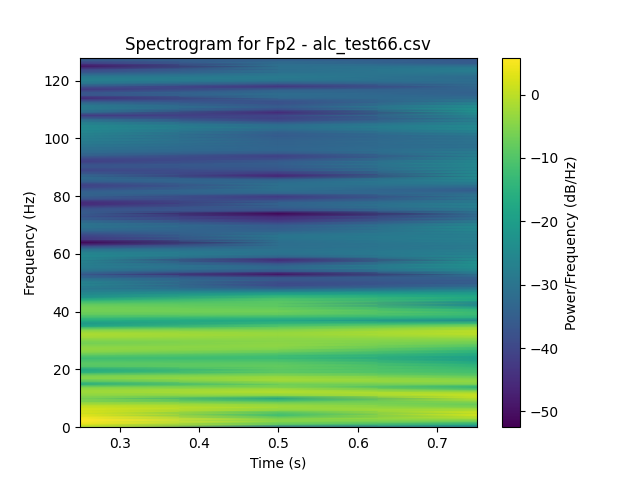 Spectrogram for Fp2 - alc_test66.csv
120
100
80
60
40
20
0
Frequency (Hz)
0.3 0.4 0.5 0.6 0.7
Time (s)
0
−10
−20
−30
−40
−50
Power/Frequency (dB/Hz)